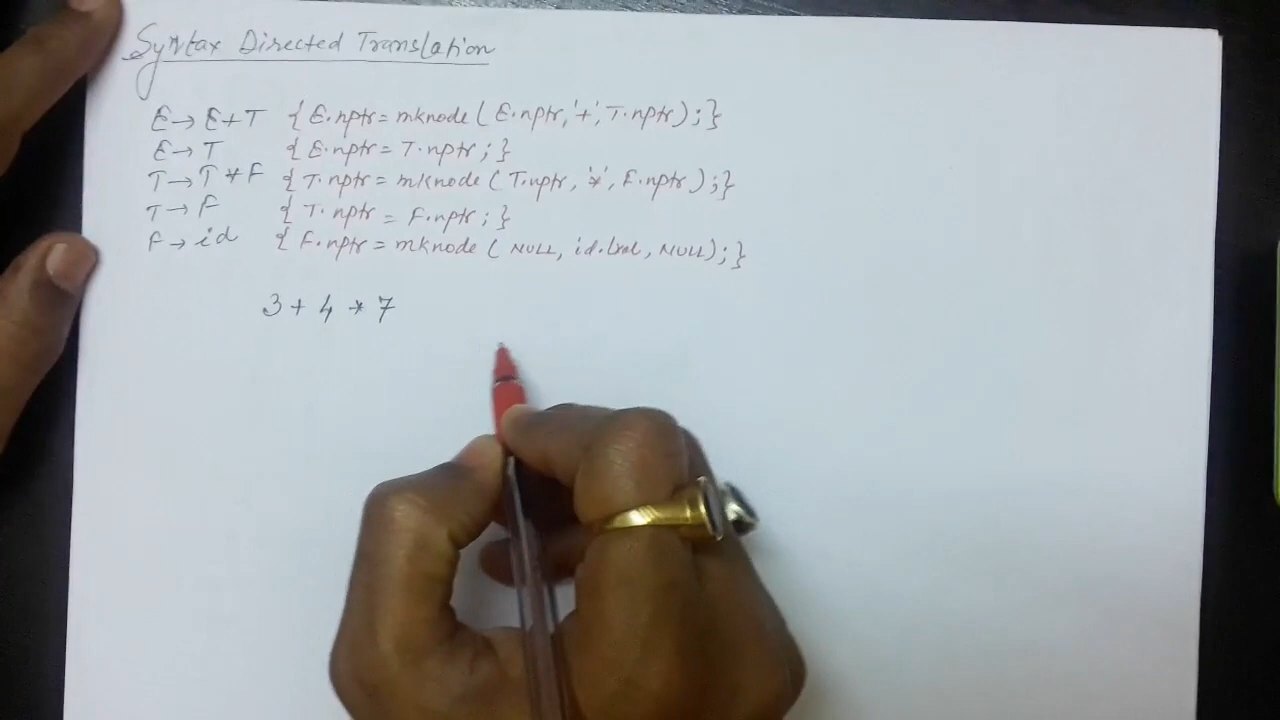 Syntax Directed Translation
E → E + T { E.nptr = mknode ( E.nptr, '+', T.nptr ) ; }
E → T { E.nptr = T.nptr ; }
T → T * F { T.nptr = mknode ( T.nptr, '*', F.nptr ) ; }
T → F { T.nptr = F.nptr ; }
F → id { F.nptr = mknode ( NULL, id.lval, NULL ) ; }
3 + 4 * 7